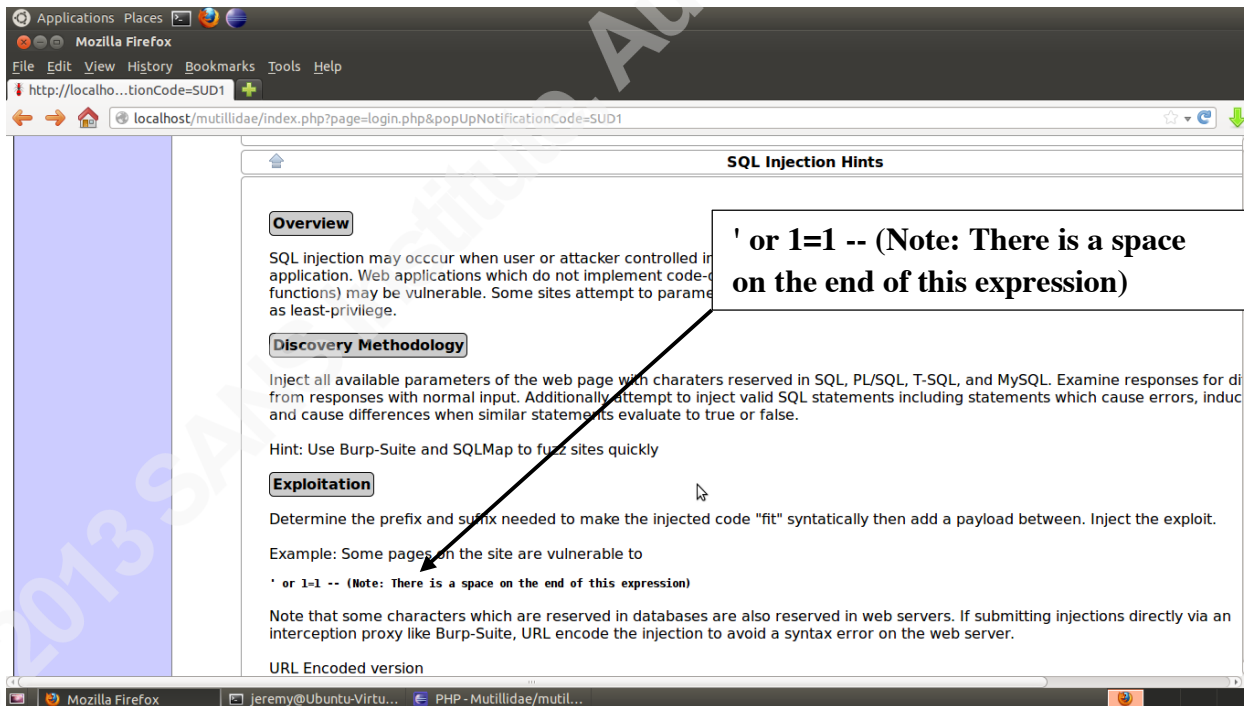 Applications Places
Mozilla Firefox
File Edit View History Bookmarks Tools Help
http://localho...tionCode=SUD1
localhost/mutillidae/index.php?page=login.php&popUpNotificationCode=SUD1
SQL Injection Hints
Overview
SQL injection may occcur when user or attacker controlled
application. Web applications which do not implement
functions) may be vulnerable. Some sites attempt to
as least-privilege.
' or 1=1 -- (Note: There is a space
on the end of this expression)
Discovery Methodology
Inject all available parameters of the web page with charaters reserved in SQL, PL/SQL, T-SQL, and MySQL. Examine responses for
from responses with normal input. Additionally attempt to inject valid SQL statements including statements which cause errors,
and cause differences when similar statements evaluate to true or false.
Hint: Use Burp-Suite and SQLMap to fuzz sites quickly
Exploitation
Determine the prefix and suffix needed to make the injected code "fit" syntatically then add a payload between. Inject the exploit.
Example: Some pages on the site are vulnerable to
' or 1=1 -- (Note: There is a space on the end of this expression)
Note that some characters which are reserved in databases are also reserved in web servers. If submitting injections directly via an
interception proxy like Burp-Suite, URL encode the injection to avoid a syntax error on the web server.
URL Encoded version
Mozilla Firefox
jeremy@Ubuntu-Virtu...
PHP - Mutillidae/mutil...
2013 SANS Institute,